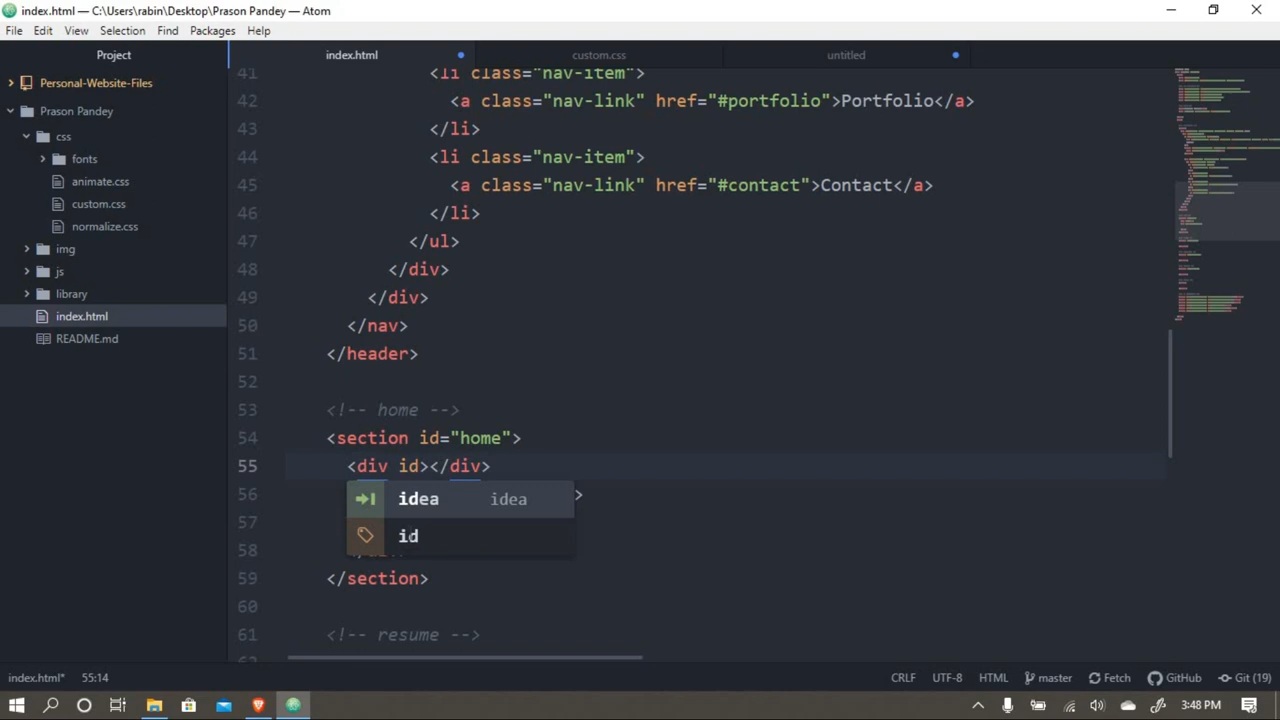 index.html — C:\Users\rabin\Desktop\Prason Pandey — Atom
File Edit View Selection Find Packages Help
Project
index.html
custom.css
untitled
Personal-Website-Files
Prason Pandey
css
fonts
animate.css
custom.css
normalize.css
img
js
library
index.html
README.md
41 <li class="nav-item">
42 <a class="nav-link" href="#portfolio">Portfolio</a>
43 </li>
44 <li class="nav-item">
45 <a class="nav-link" href="#contact">Contact</a>
46 </li>
47 </ul>
48 </div>
49 </div>
50 </nav>
51 </header>
52
53 <!-- home -->
54 <section id="home">
55 <div id></div>
56 >
idea idea
57
id
58
59 </section>
60
61 <!-- resume -->
62
index.html* 55:14 CRLF UTF-8 HTML master Fetch GitHub Git (19)
3:48 PM